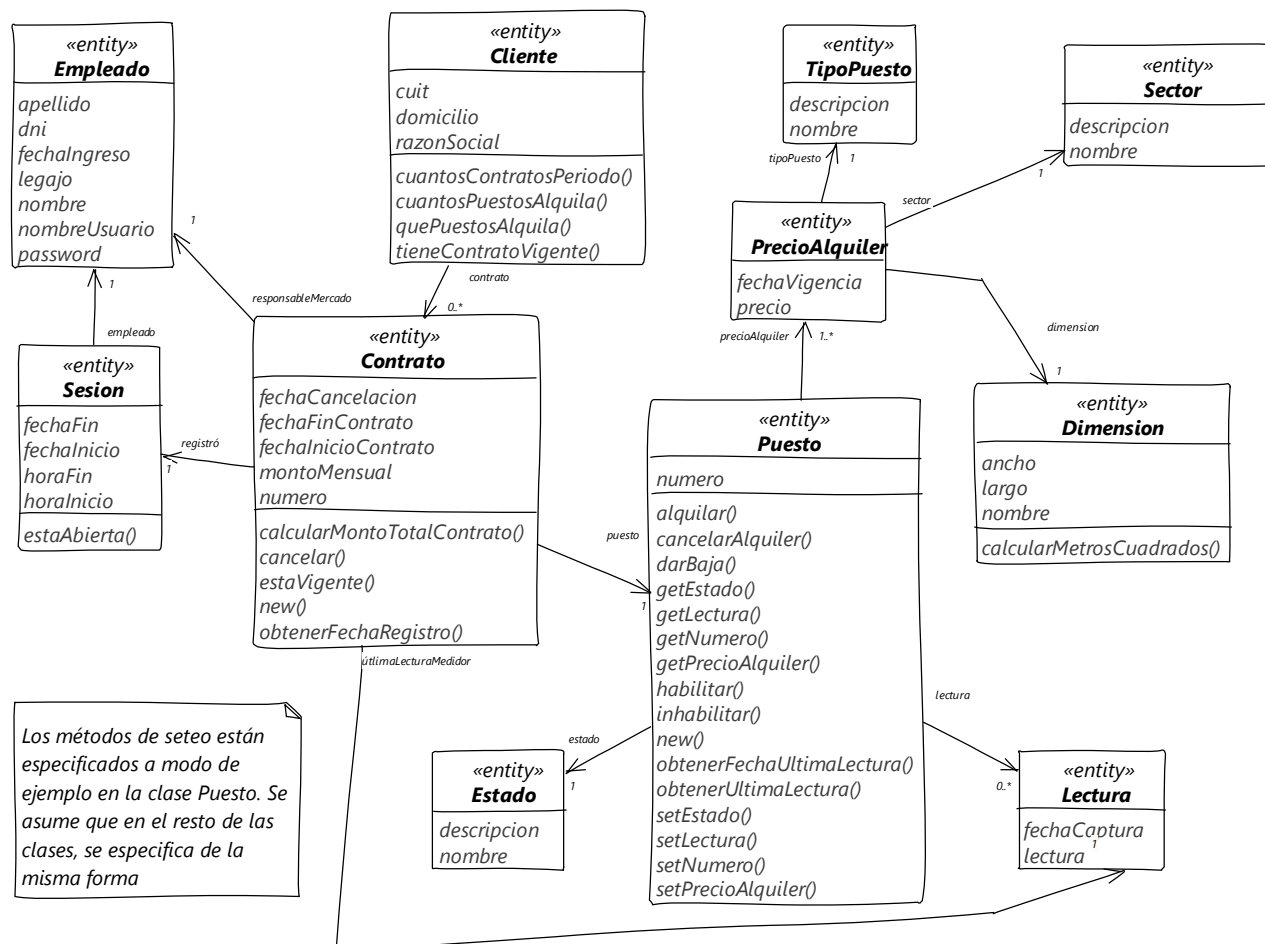 «entity»
Empleado
apellido
dni
fechaIngreso
legajo
nombre
nombreUsuario
password
«entity»
Cliente
cuit
domicilio
razonSocial
cuantosContratosPeriodo()
cuantosPuestosAlquila()
quePuestosAlquila()
tieneContratoVigente()
«entity»
TipoPuesto
descripcion
nombre
«entity»
Sector
descripcion
nombre
tipoPuesto
1
sector
1
«entity»
PrecioAlquiler
fechaVigencia
precio
precioAlquiler
1..*
dimension
1
1
responsableMercado
contrato
0..*
1
empleado
«entity»
Sesion
fechaFin
fechaInicio
horaFin
horaInicio
estaAbierta()
registró
1
«entity»
Contrato
fechaCancelacion
fechaFinContrato
fechaInicioContrato
montoMensual
numero
calcularMontoTotalContrato()
cancelar()
estaVigente()
new()
obtenerFechaRegistro()
puesto
1
«entity»
Puesto
numero
alquilar()
cancelarAlquiler()
darBaja()
getEstado()
getLectura()
getNumero()
getPrecioAlquiler()
habilitar()
inhabilitar()
new()
obtenerFechaUltimaLectura()
obtenerUltimaLectura()
setEstado()
setLectura()
setNumero()
setPrecioAlquiler()
«entity»
Dimension
ancho
largo
nombre
calcularMetrosCuadrados()
útlimaLecturaMedidor
Los métodos de seteo están
especificados a modo de
ejemplo en la clase Puesto. Se
asume que en el resto de las
clases, se especifica de la
misma forma
estado
1
«entity»
Estado
descripcion
nombre
lectura
0..*
«entity»
Lectura
fechaCaptura
lectura
1